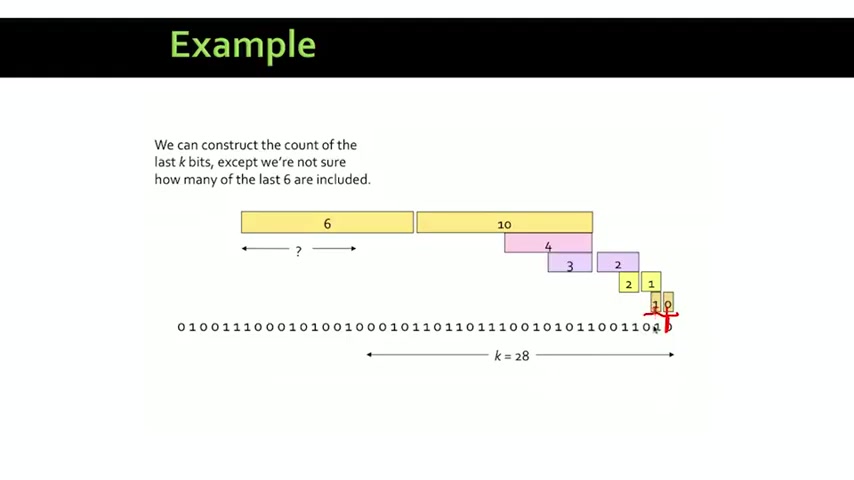 Example
We can construct the count of the
last k bits, except we're not sure
how many of the last 6 are included.
6 10
? 4
3 2
2 1
1 0
0 1 0 0 1 1 1 0 0 0 1 0 1 0 0 1 0 0 0 1 0 1 1 0 1 1 0 1 1 1 0 0 1 0 1 0 1 1 0 0 1 1 0 1 0
k = 28